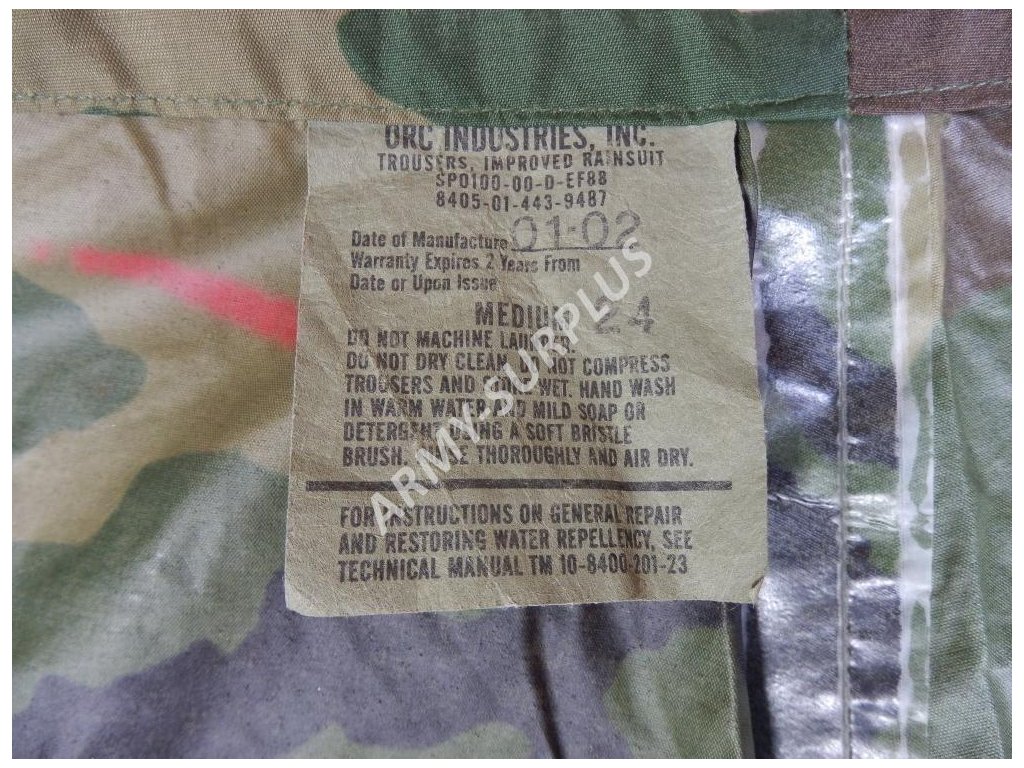 ORC INDUSTRIES, INC.
TROUSERS, IMPROVED RAINSUIT
SP0100-00-D-EF88
8405-01-443-9487
Date of Manufacture 01-02
Warranty Expires 2 Years From
Date or Upon Issue
MEDIUM 24
DO NOT MACHINE
DO NOT DRY CLEAN. DO NOT COMPRESS
TROUSERS AND WET. HAND WASH
IN WARM WATER AND MILD SOAP OR
DETERGENT USING A SOFT BRISTLE
BRUSH. THOROUGHLY AND AIR DRY.
FOR INSTRUCTIONS ON GENERAL REPAIR
AND RESTORING WATER REPELLENCY, SEE
TECHNICAL MANUAL TM 10-8400-201-23
ARMY-SURPLUS